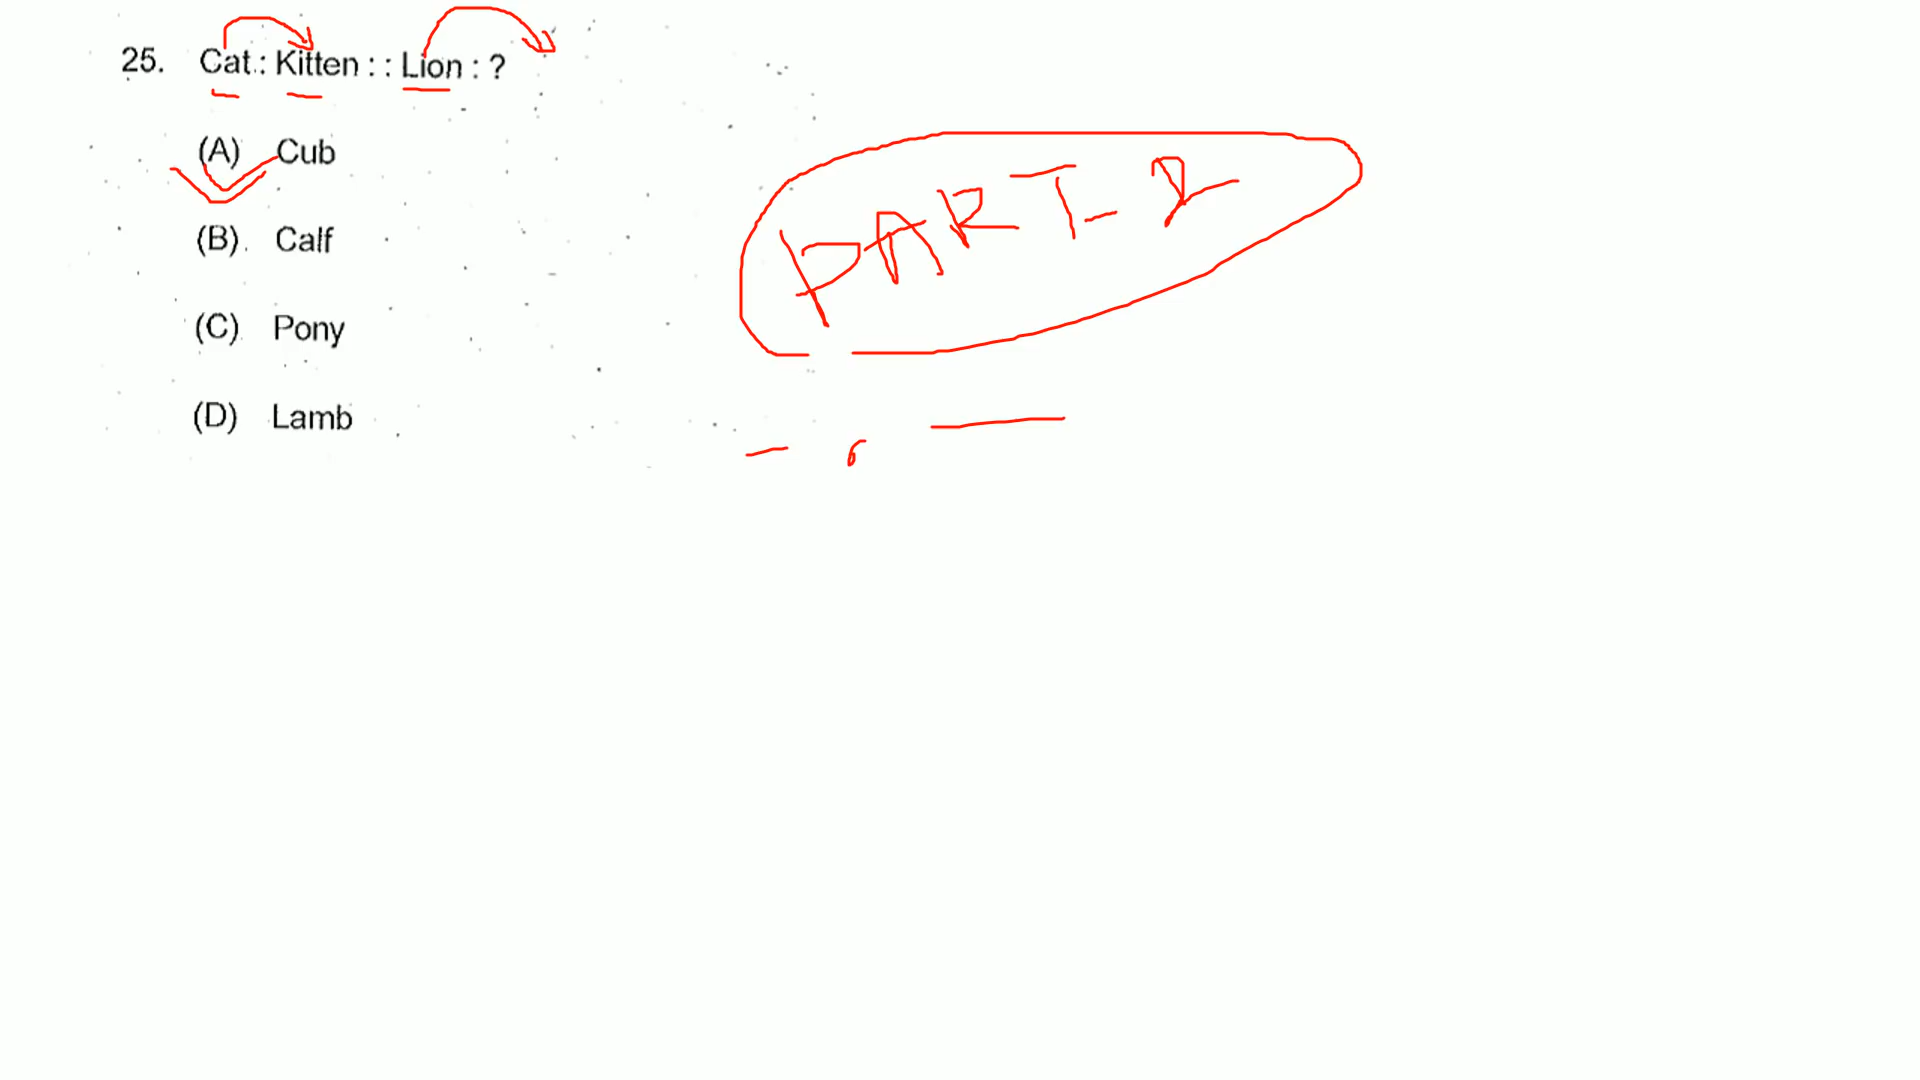 25. Cat : Kitten : : Lion : ?
(A) Cub
(B) Calf
(C) Pony
(D) Lamb
PART-2